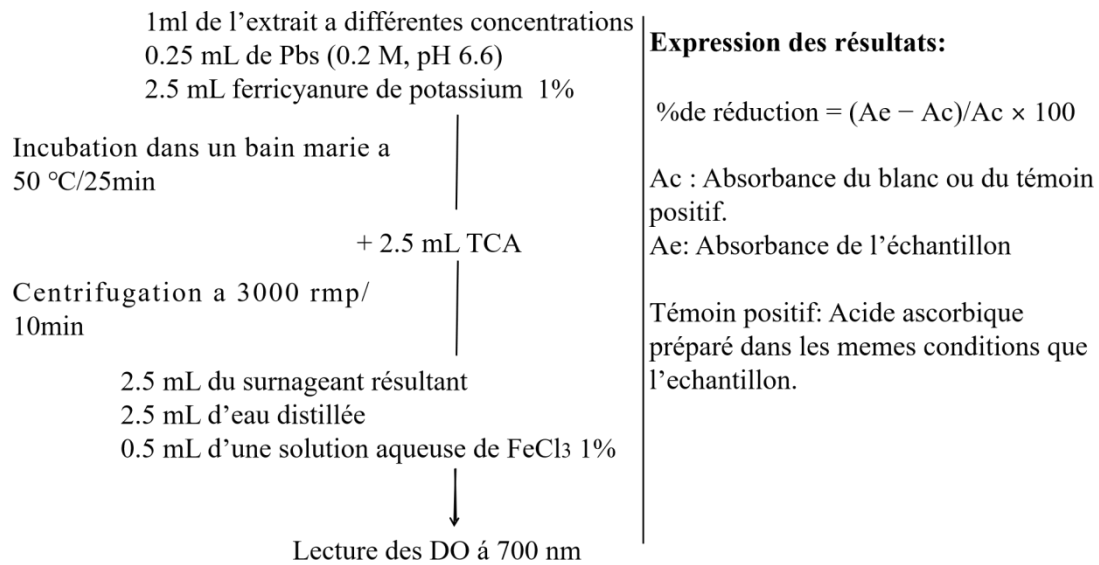 1ml de l’extrait a différentes concentrations
0.25 mL de Pbs (0.2 M, pH 6.6)
2.5 mL ferricyanure de potassium 1%
Incubation dans un bain marie a
50 °C/25min
+ 2.5 mL TCA
Centrifugation a 3000 rmp/
10min
2.5 mL du surnageant résultant
2.5 mL d’eau distillée
0.5 mL d’une solution aqueuse de FeCl3 1%
Lecture des DO á 700 nm
Expression des résultats:
%de réduction = (Ae − Ac)/Ac × 100
Ac : Absorbance du blanc ou du témoin
positif.
Ae: Absorbance de l’échantillon
Témoin positif: Acide ascorbique
préparé dans les memes conditions que
l’echantillon.